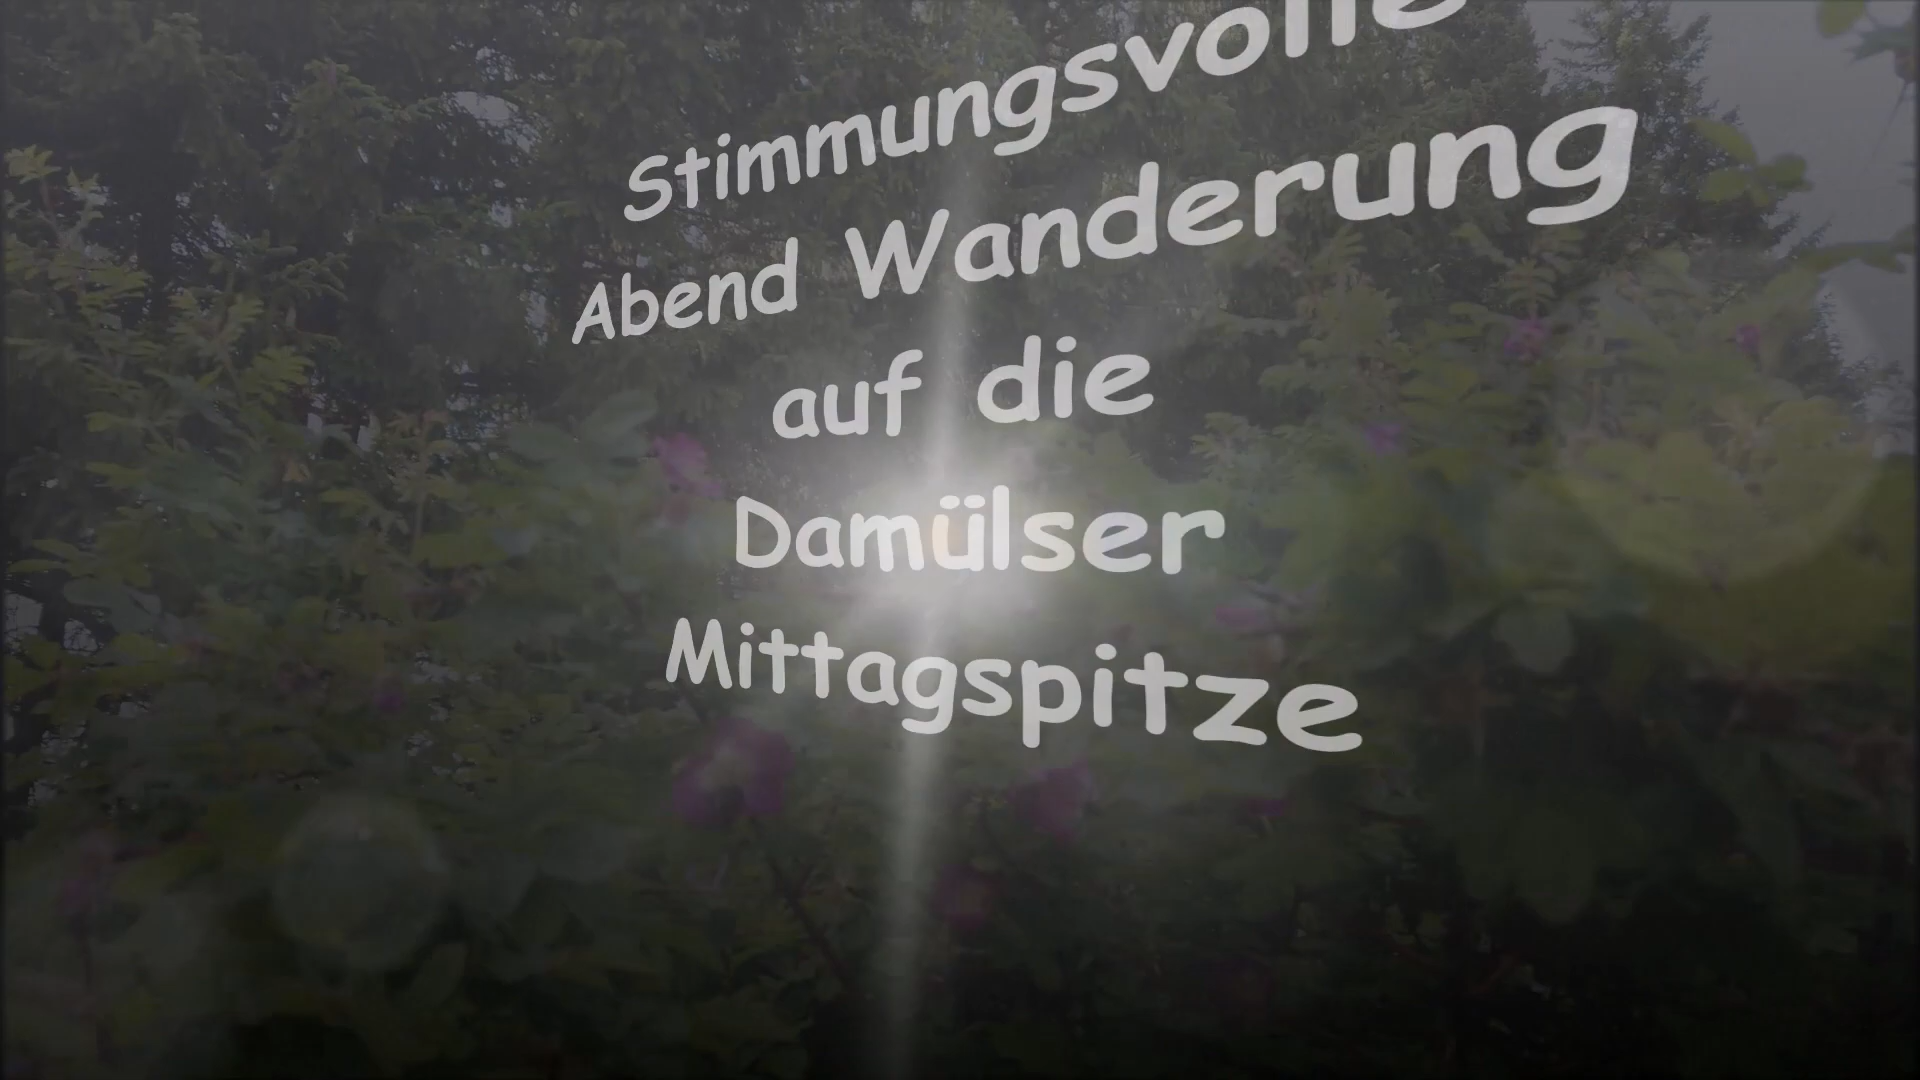 Stimmungsvolle
Abend Wanderung
auf die
Damülser
Mittagspitze